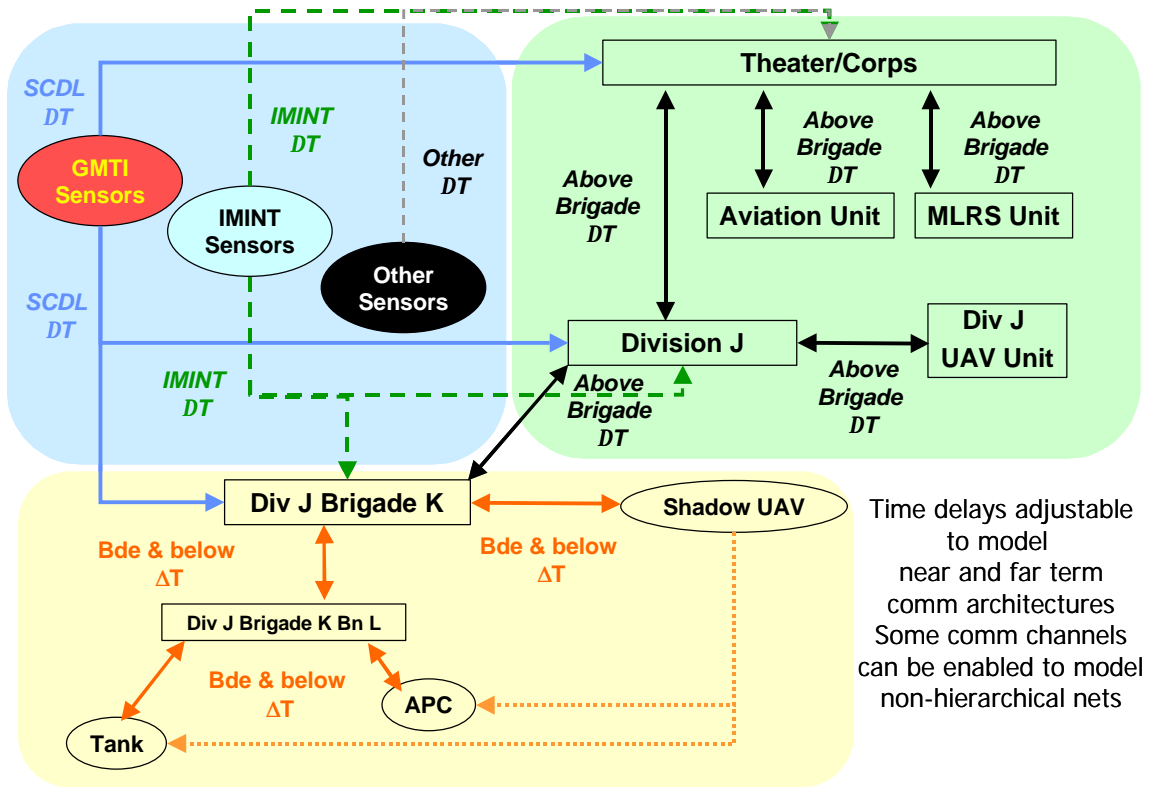 Theater/Corps
SCDL
DT
IMINT
DT
Other
DT
GMTI
Sensors
IMINT
Sensors
Other
Sensors
Above
Brigade
DT
Above
Brigade
DT
Above
Brigade
DT
Aviation Unit
MLRS Unit
SCDL
DT
IMINT
DT
Division J
Div J
UAV Unit
Above
Brigade
DT
Above
Brigade
DT
Div J Brigade K
Shadow UAV
Bde & below
ΔT
Bde & below
ΔT
Div J Brigade K Bn L
Bde & below
ΔT
APC
Tank
Time delays adjustable
to model
near and far term
comm architectures
Some comm channels
can be enabled to model
non-hierarchical nets